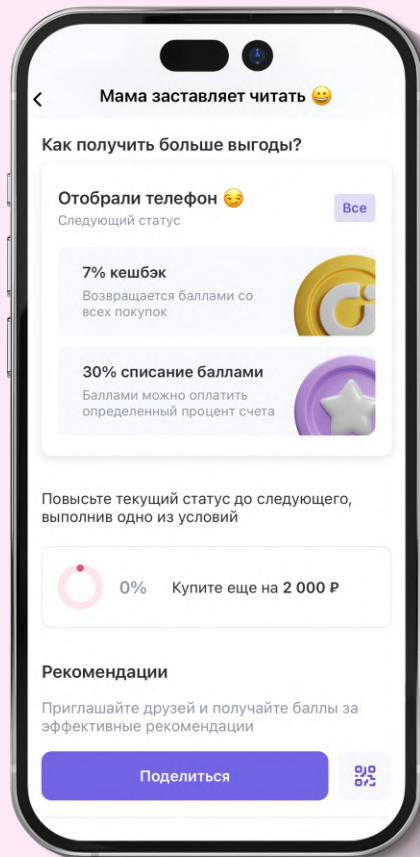 Мама заставляет читать 😀
Как получить больше выгоды?
Отобрали телефон 😏
Все
Следующий статус
7% кешбэк
Возвращается баллами со
всех покупок
30% списание баллами
Баллами можно оплатить
определенный процент счета
Повысьте текущий статус до следующего,
выполнив одно из условий
0%
Купите еще на 2 000 ₽
Рекомендации
Приглашайте друзей и получайте баллы за
эффективные рекомендации
Поделиться